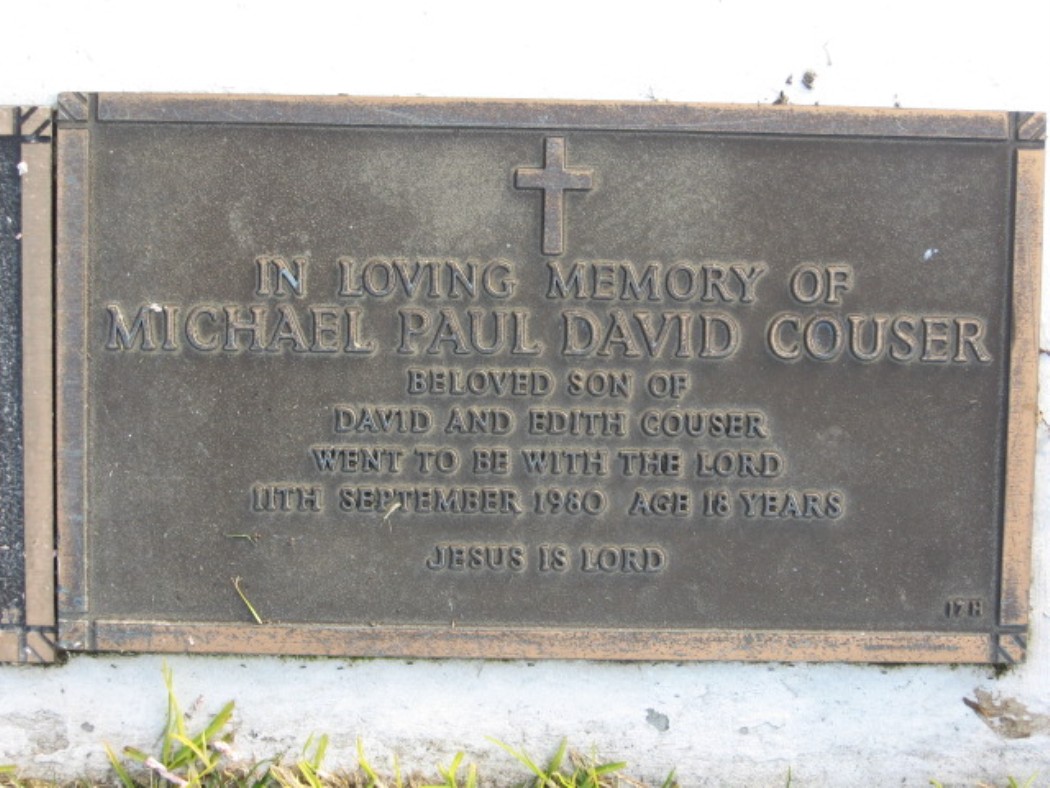 IN LOVING MEMORY OF
MICHAEL PAUL DAVID COUSER
BELOVED SON OF
DAVID AND EDITH COUSER
WENT TO BE WITH THE LORD
11TH SEPTEMBER 1980 AGE 18 YEARS
JESUS IS LORD
17H